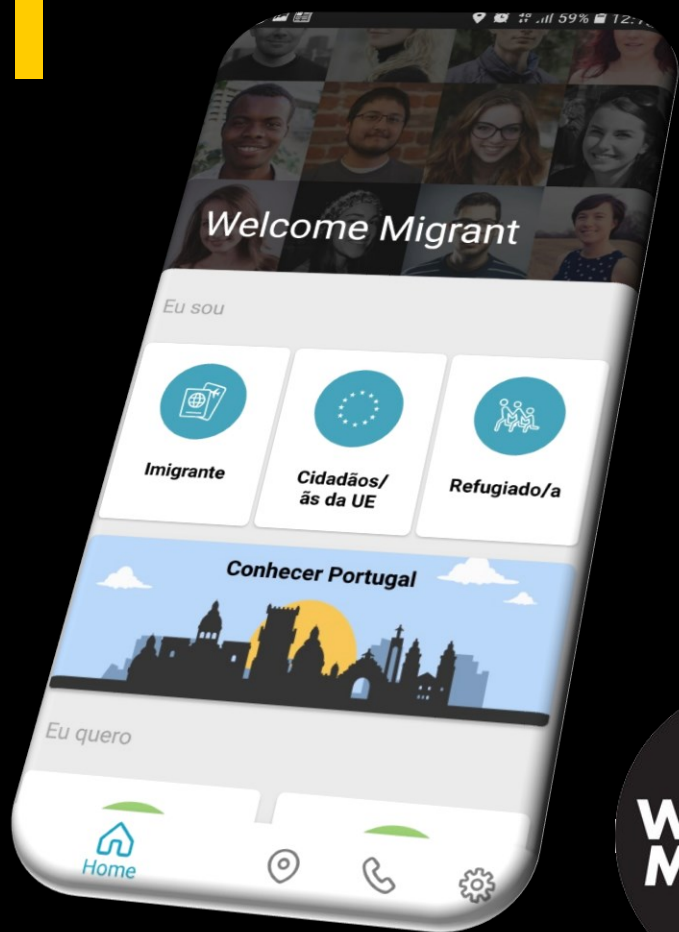 59%
Welcome Migrant
Eu sou
Imigrante
Cidadãos/
ãs da UE
Refugiado/a
Conhecer Portugal
Eu quero
Home